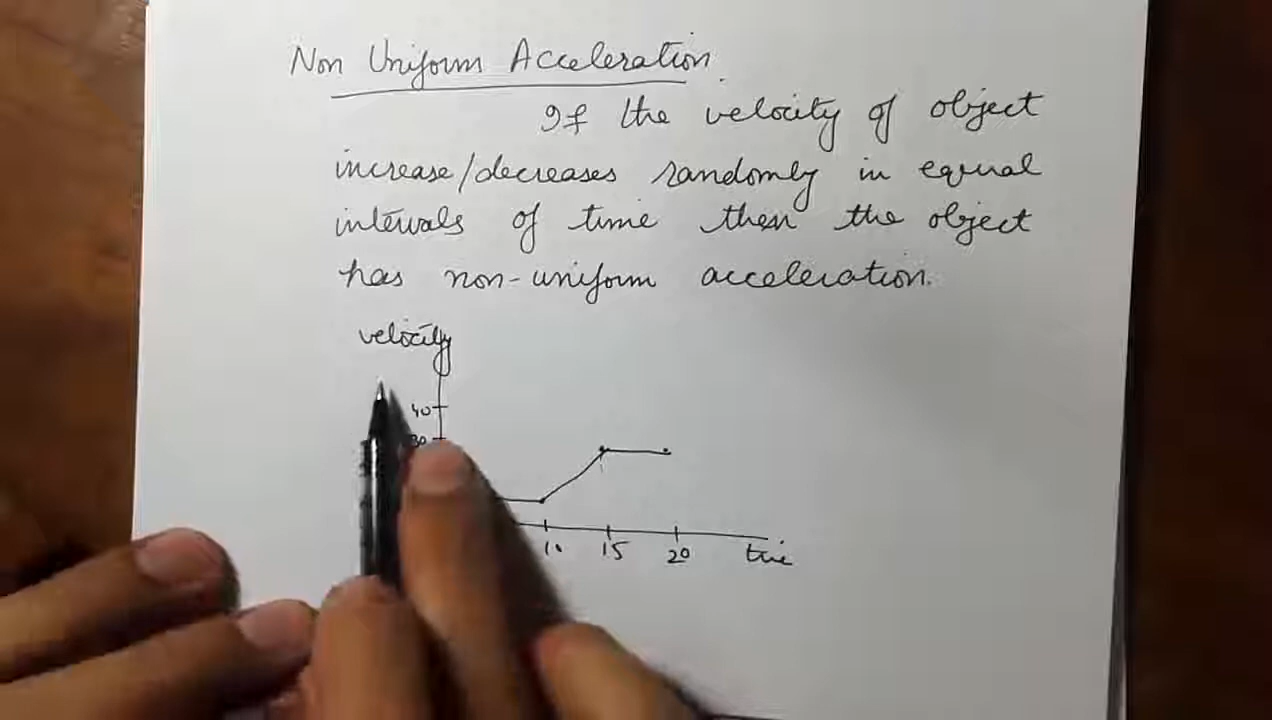 Non Uniform Acceleration.
If the velocity of object
increase/decreases randomly in equal
intervals of time then the object
has non-uniform acceleration.
velocity
40
30
10 15 20